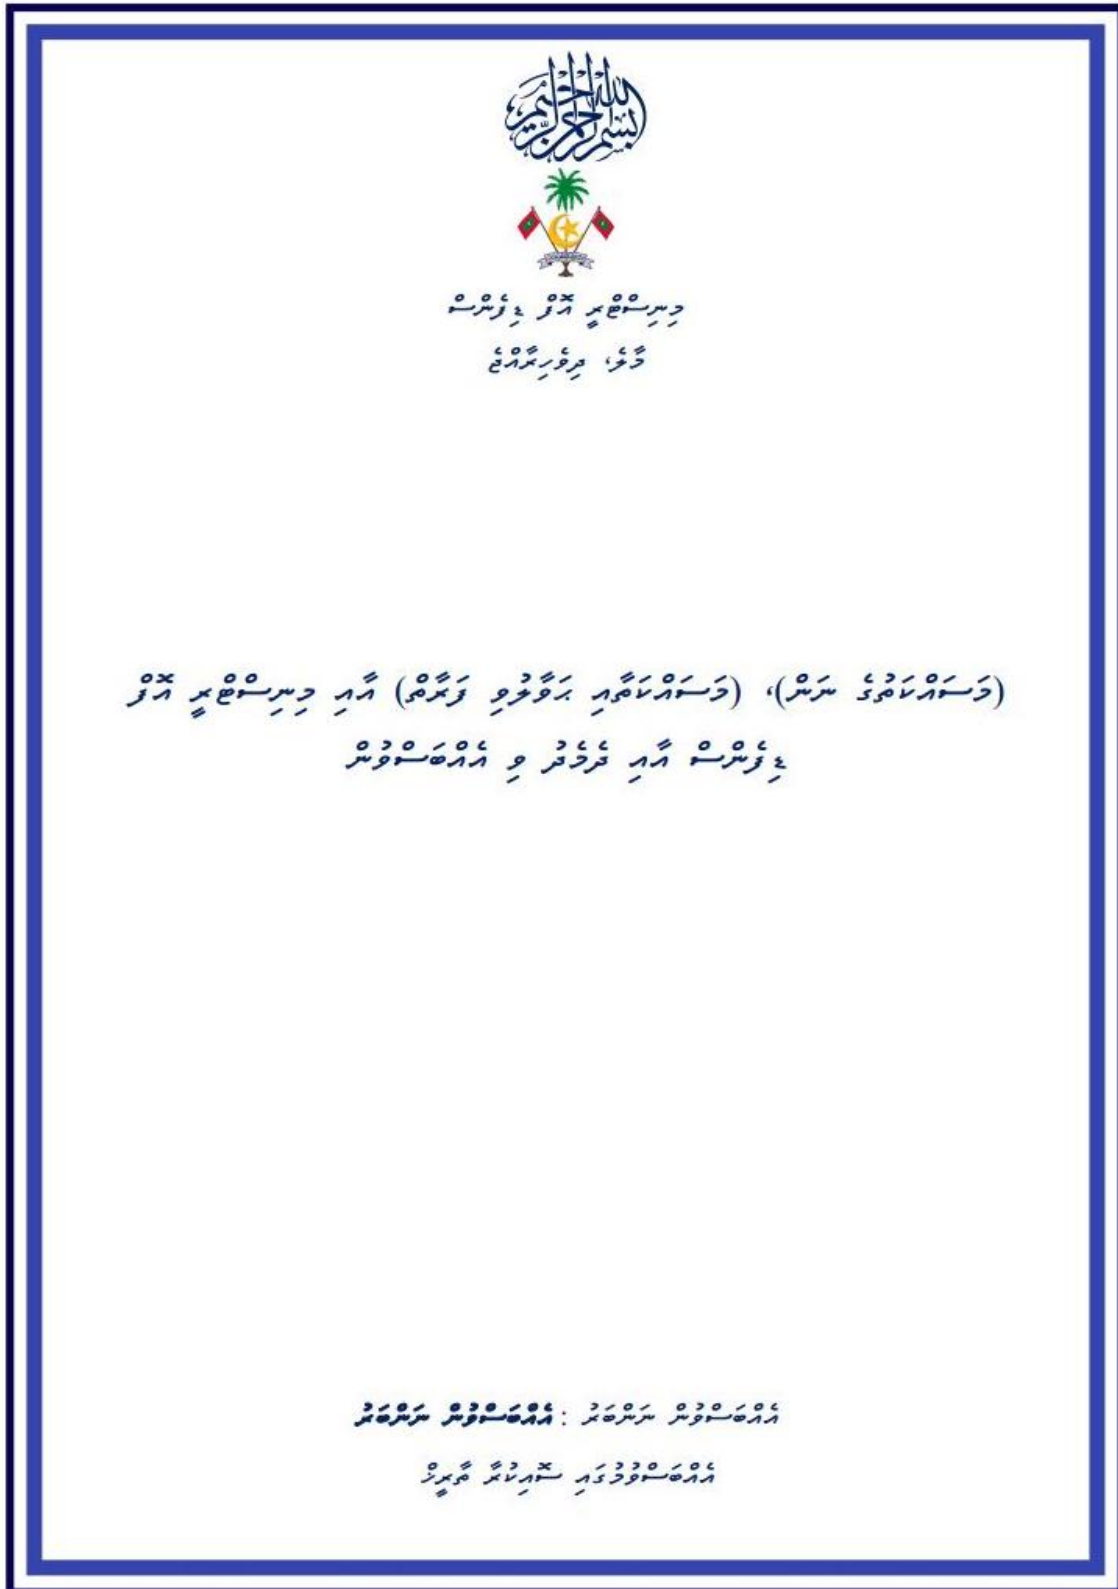 بسم الله الرحمن الرحيم
މިނިސްޓްރީ އޮފް ޑިފެންސް
މާލެ، ދިވެހިރާއްޖެ
(މަސައްކަތުގެ ނަން)، (މަސައްކަތާއި ޙަވާލުވި ފަރާތް) އާއި މިނިސްޓްރީ އޮފް
ޑިފެންސް އާއި ދެމެދު ވި އެއްބަސްވުން
އެއްބަސްވުން ނަންބަރު : އެއްބަސްވުން ނަންބަރު
އެއްބަސްވުމުގައި ސޮއިކުރާ ތާރީޚް